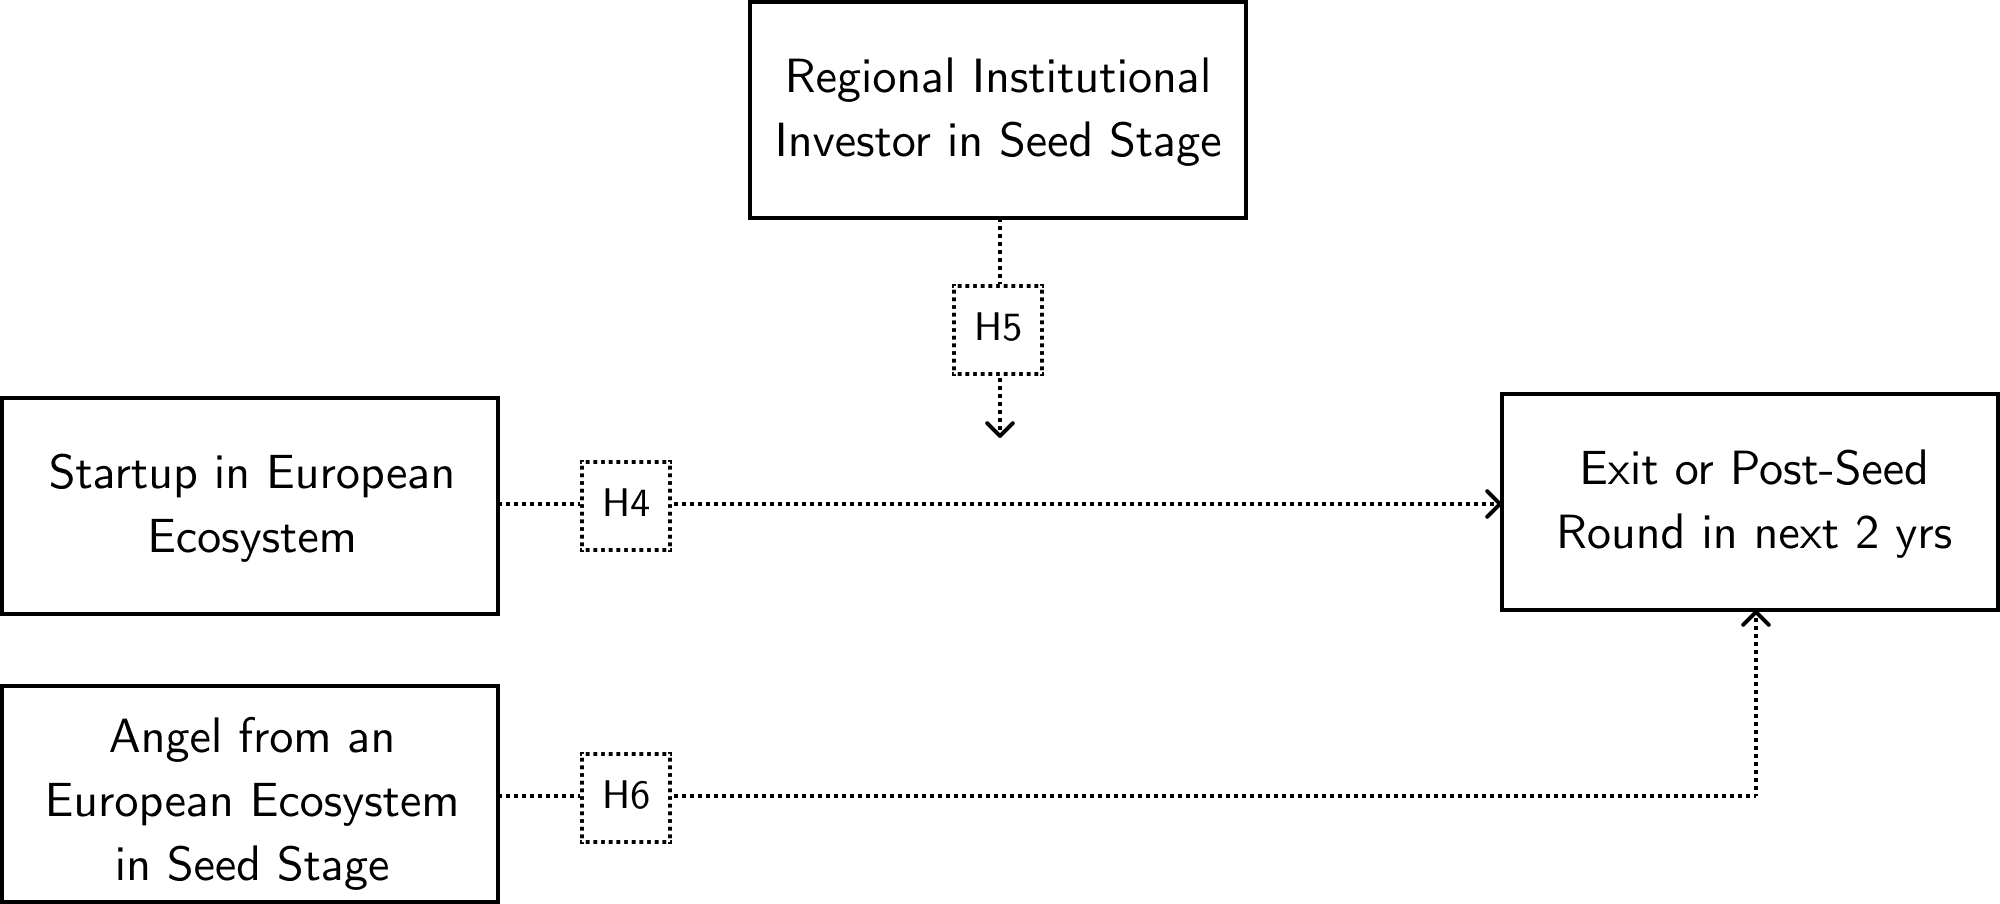 Regional Institutional
Investor in Seed Stage
H5
Startup in European
Ecosystem
H4
Exit or Post-Seed
Round in next 2 yrs
Angel from an
European Ecosystem
in Seed Stage
H6